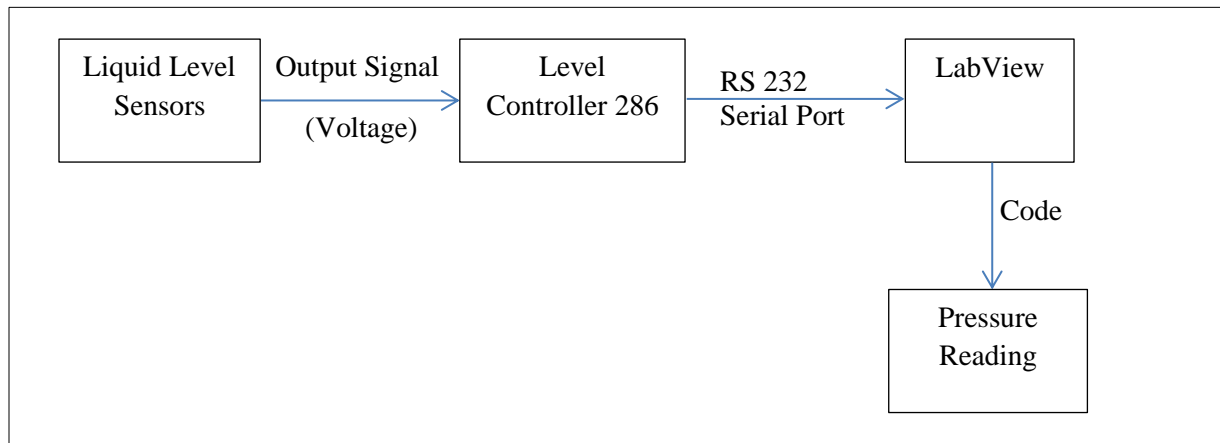 Liquid Level
Sensors
Output Signal
(Voltage)
Level
Controller 286
RS 232
Serial Port
LabView
Code
Pressure
Reading